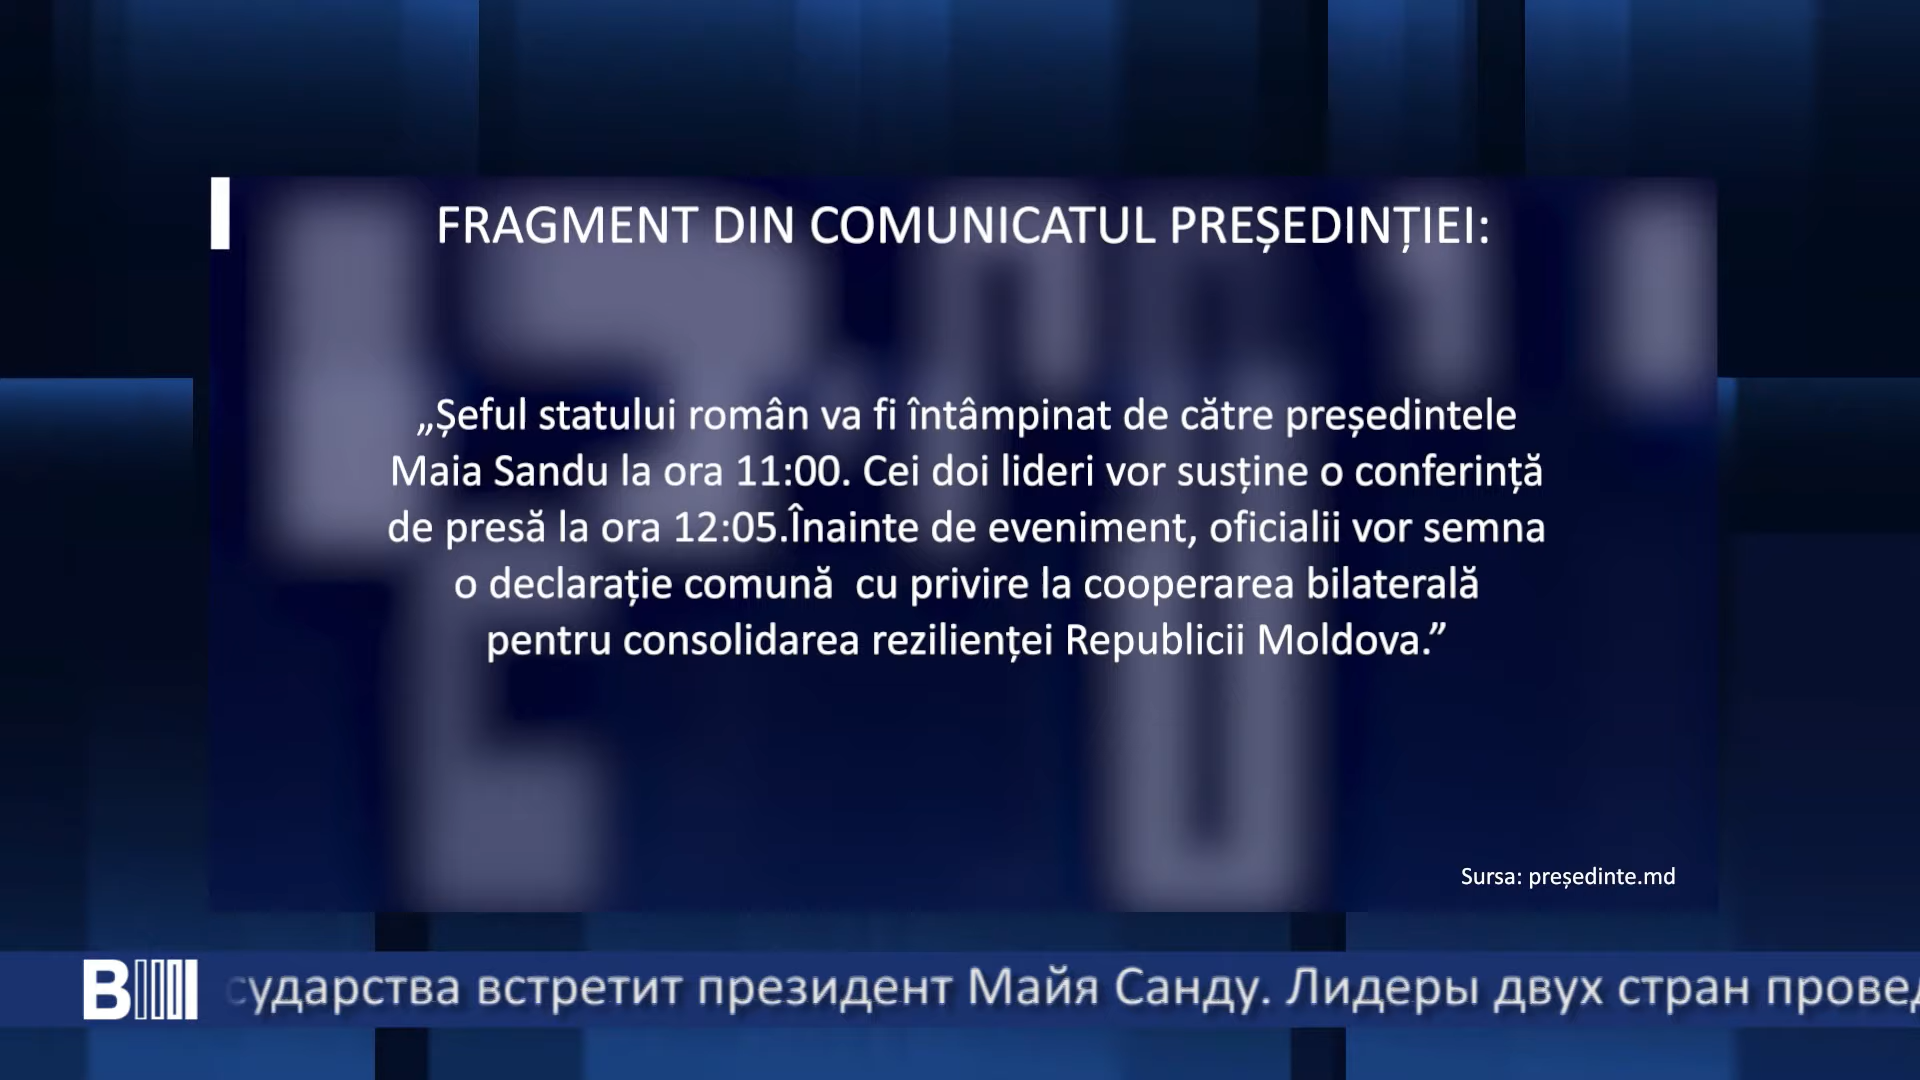 FRAGMENT DIN COMUNICATUL PREȘEDINȚIEI:
„Șeful statului român va fi întâmpinat de către președintele
Maia Sandu la ora 11:00. Cei doi lideri vor susține o conferință
de presă la ora 12:05.Înainte de eveniment, oficialii vor semna
o declarație comună  cu privire la cooperarea bilaterală
pentru consolidarea rezilienței Republicii Moldova.”
Sursa: președinte.md
сударства встретит президент Майя Санду. Лидеры двух стран провед